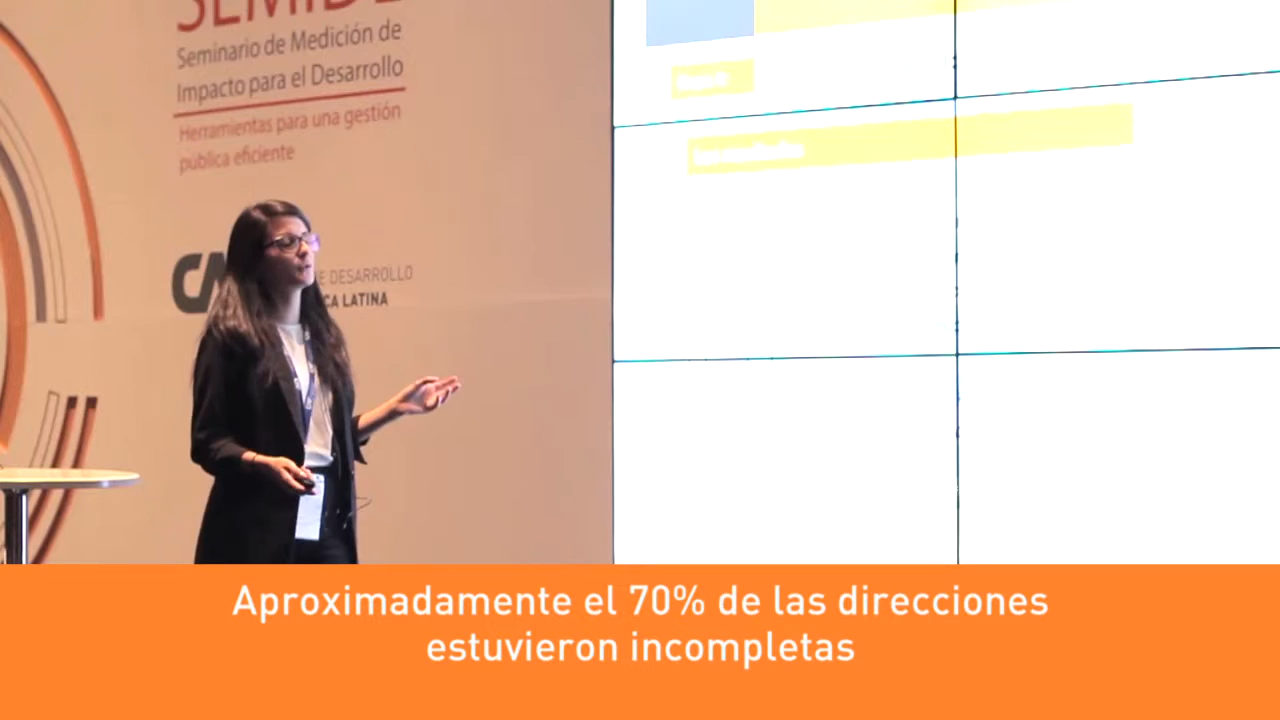 Seminario de Medición de
Impacto para el Desarrollo
Herramientas para una gestión
pública eficiente
DESARROLLO
LATINA
Aproximadamente el 70% de las direcciones
estuvieron incompletas